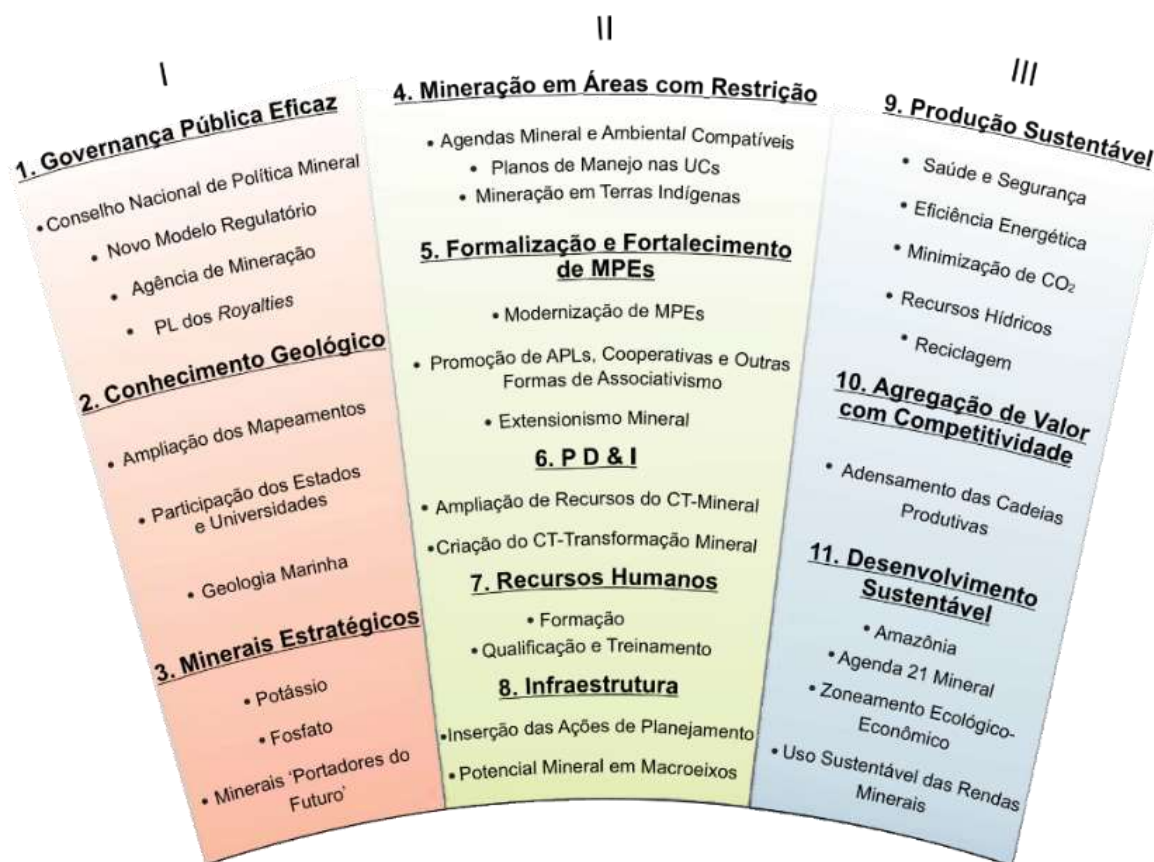 I
1. Governança Pública Eficaz
• Conselho Nacional de Política Mineral
• Novo Modelo Regulatório
• Agência de Mineração
• PL dos Royalties
2. Conhecimento Geológico
• Ampliação dos Mapeamentos
• Participação dos Estados
e Universidades
• Geologia Marinha
3. Minerais Estratégicos
• Potássio
• Fosfato
• Minerais ‘Portadores do
Futuro’
II
4. Mineração em Áreas com Restrição
• Agendas Mineral e Ambiental Compatíveis
• Planos de Manejo nas UCs
• Mineração em Terras Indígenas
5. Formalização e Fortalecimento
de MPEs
• Modernização de MPEs
• Promoção de APLs, Cooperativas e Outras
Formas de Associativismo
• Extensionismo Mineral
6. P D & I
• Ampliação de Recursos do CT-Mineral
• Criação do CT-Transformação Mineral
7. Recursos Humanos
• Formação
• Qualificação e Treinamento
8. Infraestrutura
• Inserção das Ações de Planejamento
• Potencial Mineral em Macroeixos
III
9. Produção Sustentável
• Saúde e Segurança
• Eficiência Energética
• Minimização de CO₂
• Recursos Hídricos
• Reciclagem
10. Agregação de Valor
com Competitividade
• Adensamento das Cadeias
Produtivas
11. Desenvolvimento
Sustentável
• Amazônia
• Agenda 21 Mineral
• Zoneamento Ecológico-
Econômico
• Uso Sustentável das Rendas
Minerais